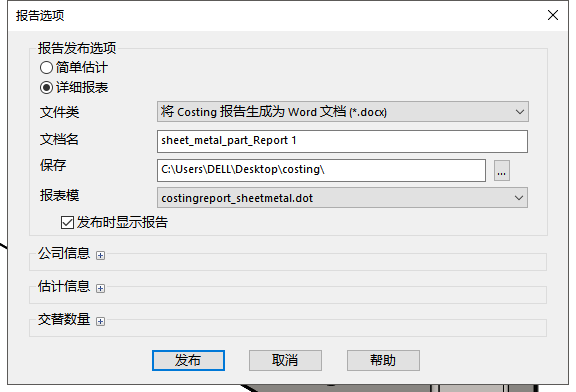 报告选项
报告发布选项
简单估计
详细报表
文件类 将 Costing 报告生成为 Word 文档 (*.docx)
文档名 sheet_metal_part_Report 1
保存 C:\Users\DELL\Desktop\costing\ ...
报表模 costingreport_sheetmetal.dot
发布时显示报告
公司信息
估计信息
交替数量
发布 取消 帮助